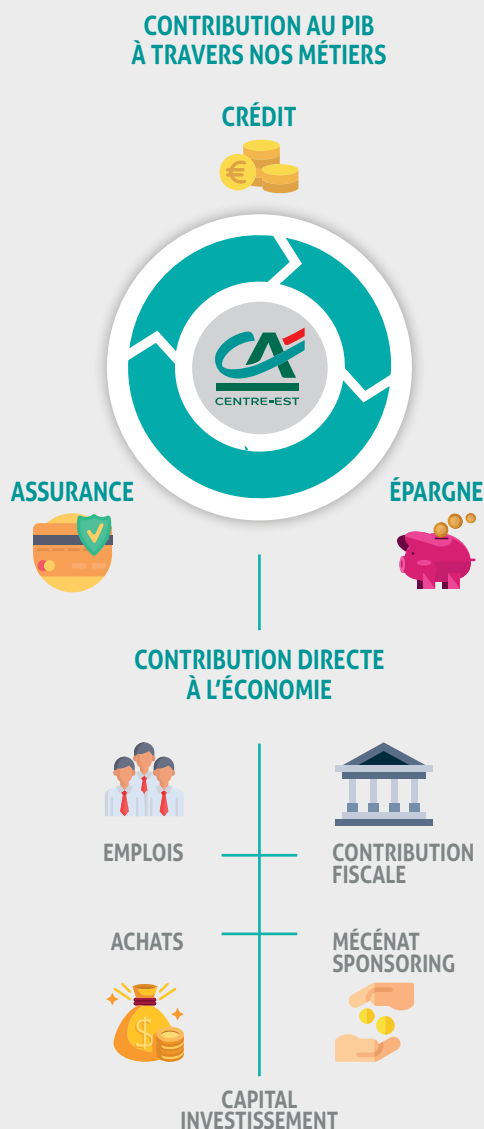 CONTRIBUTION AU PIB
À TRAVERS NOS MÉTIERS
CRÉDIT
€
CA
CENTRE-EST
ASSURANCE
ÉPARGNE
CONTRIBUTION DIRECTE
À L'ÉCONOMIE
EMPLOIS
CONTRIBUTION
FISCALE
ACHATS
MÉCÉNAT
SPONSORING
$
CAPITAL
INVESTISSEMENT